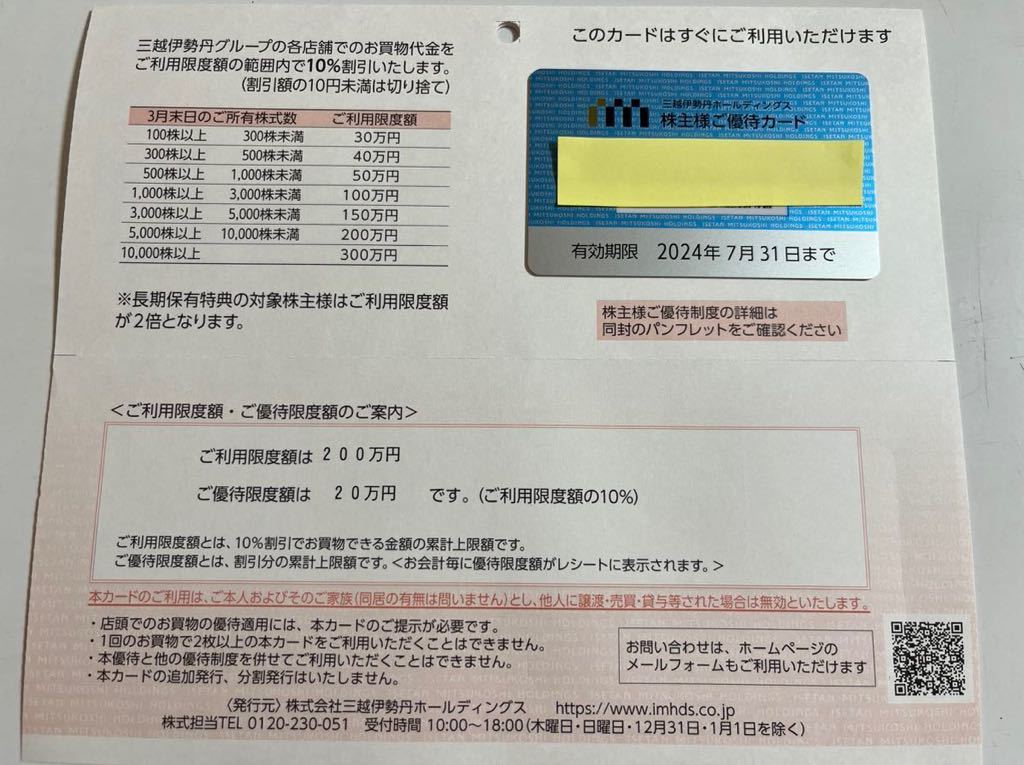 三越伊勢丹グループの各店舗でのお買物代金を
ご利用限度額の範囲内で10%割引いたします。
(割引額の10円未満は切り捨て)
3月末日のご所有株式数 ご利用限度額
100株以上 300株未満 30万円
300株以上 500株未満 40万円
500株以上 1,000株未満 50万円
1,000株以上 3,000株未満 100万円
3,000株以上 5,000株未満 150万円
5,000株以上 10,000株未満 200万円
10,000株以上 300万円
※長期保有特典の対象株主様はご利用限度額
が2倍となります。
このカードはすぐにご利用いただけます
三越伊勢丹ホールディングス
株主様ご優待カード
有効期限 2024年7月31日まで
株主様ご優待制度の詳細は
同封のパンフレットをご確認ください
＜ご利用限度額・ご優待限度額のご案内＞
ご利用限度額は 200万円
ご優待限度額は 20万円 です。(ご利用限度額の10%)
ご利用限度額とは、10%割引でお買物できる金額の累計上限額です。
ご優待限度額とは、割引分の累計上限額です。＜お会計毎に優待限度額がレシートに表示されます。＞
本カードのご利用は、ご本人およびそのご家族(同居の有無は問いません)とし、他人に譲渡・売買・貸与等された場合は無効といたします。
・店頭でのお買物の優待適用には、本カードのご提示が必要です。
・1回のお買物で2枚以上の本カードをご利用いただくことはできません。
・本優待と他の優待制度を併せてご利用いただくことはできません。
・本カードの追加発行、分割発行はいたしません。
お問い合わせは、ホームページの
メールフォームもご利用いただけます
〈発行元〉株式会社三越伊勢丹ホールディングス https://www.imhds.co.jp
株式担当TEL 0120-230-051 受付時間 10:00〜18:00(木曜日・日曜日・12月31日・1月1日を除く)